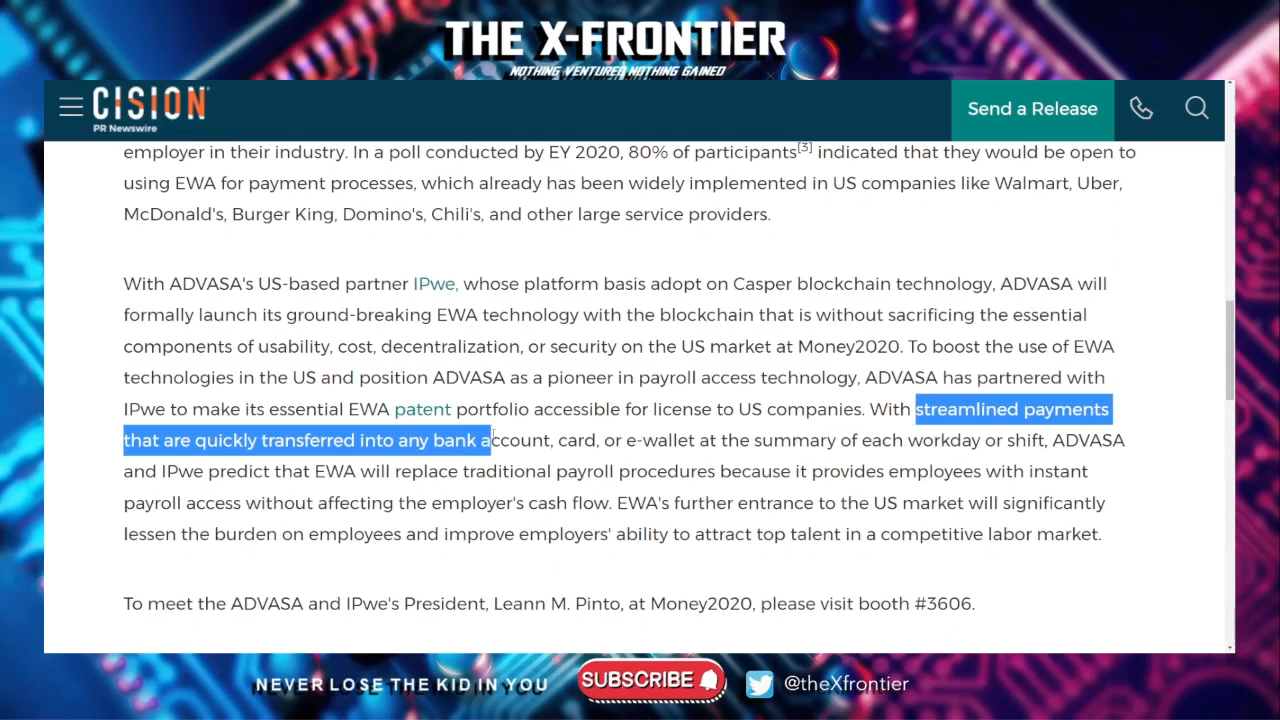 THE X-FRONTIER
NOTHING VENTURED NOTHING GAINED
CISION
PR Newswire
Send a Release
employer in their industry. In a poll conducted by EY 2020, 80% of participants[3] indicated that they would be open to
using EWA for payment processes, which already has been widely implemented in US companies like Walmart, Uber,
McDonald's, Burger King, Domino's, Chili's, and other large service providers.
With ADVASA's US-based partner IPwe, whose platform basis adopt on Casper blockchain technology, ADVASA will
formally launch its ground-breaking EWA technology with the blockchain that is without sacrificing the essential
components of usability, cost, decentralization, or security on the US market at Money2020. To boost the use of EWA
technologies in the US and position ADVASA as a pioneer in payroll access technology, ADVASA has partnered with
IPwe to make its essential EWA patent portfolio accessible for license to US companies. With streamlined payments
that are quickly transferred into any bank account, card, or e-wallet at the summary of each workday or shift, ADVASA
and IPwe predict that EWA will replace traditional payroll procedures because it provides employees with instant
payroll access without affecting the employer's cash flow. EWA's further entrance to the US market will significantly
lessen the burden on employees and improve employers' ability to attract top talent in a competitive labor market.
To meet the ADVASA and IPwe's President, Leann M. Pinto, at Money2020, please visit booth #3606.
NEVER LOSE THE KID IN YOU
SUBSCRIBE
@theXfrontier